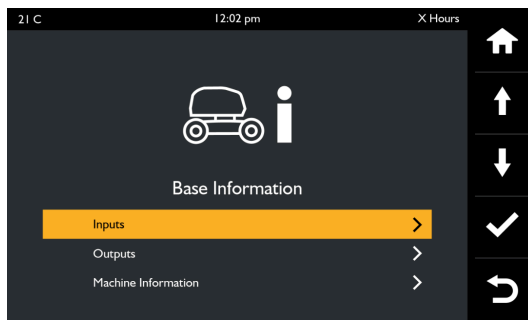 21 C 12:02 pm X Hours
Base Information
Inputs
Outputs
Machine Information